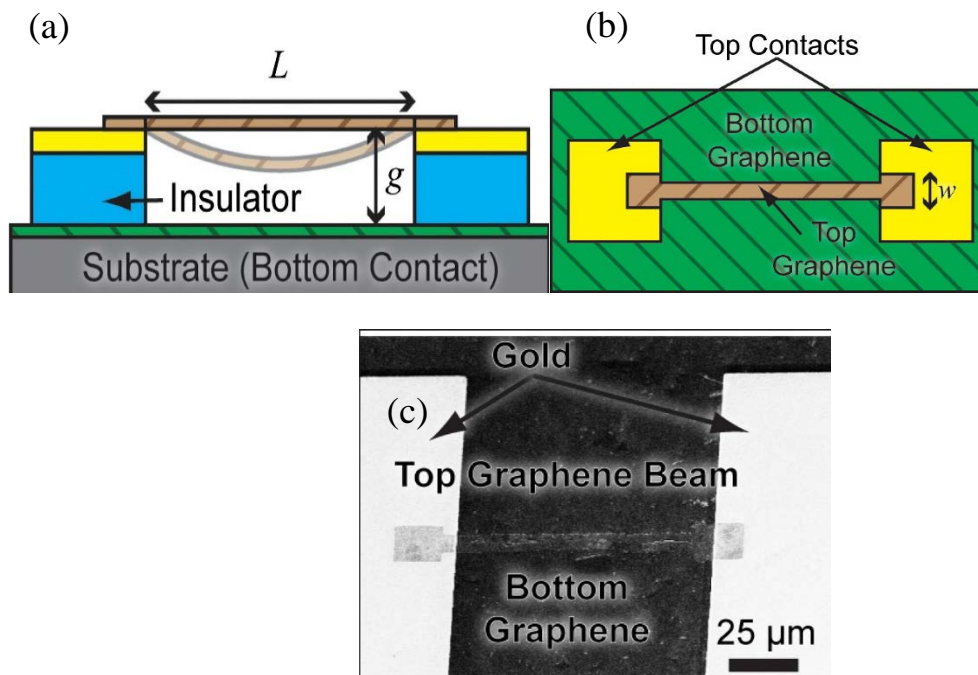 (a)
L
g
Insulator
Substrate (Bottom Contact)
(b)
Top Contacts
Bottom
Graphene
w
Top
Graphene
Gold
(c)
Top Graphene Beam
Bottom
Graphene
25 µm